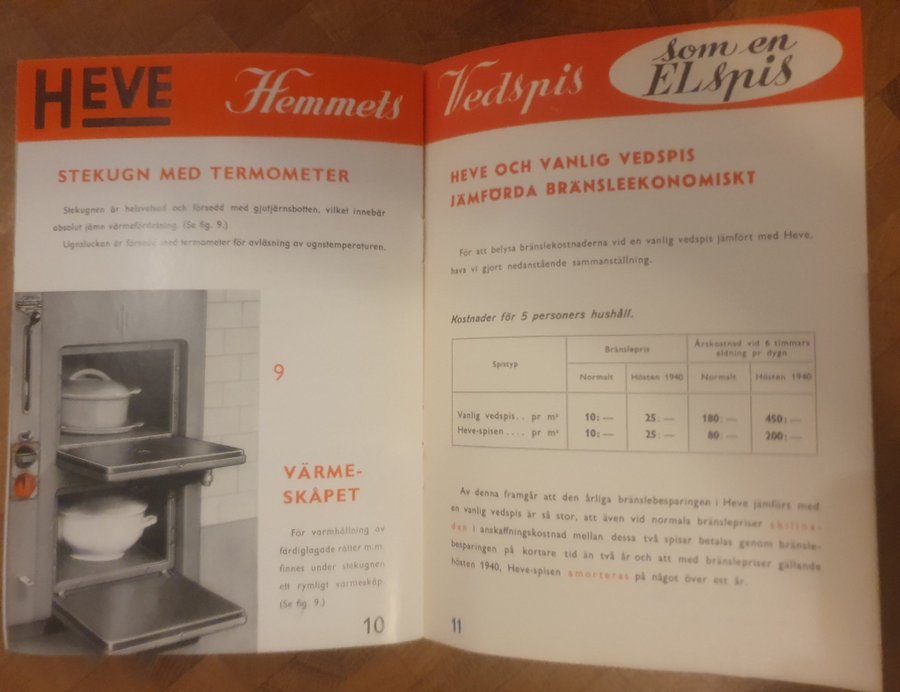 HEVE Hemmets
STEKUGN MED TERMOMETER
Stekugnen är helsvetsad och försedd med gjutjärnsbotten, vilket innebär
absolut jämn värmefördelning. (Se fig. 9.)
Ugnsluckan är försedd med termometer för avläsning av ugnstemperaturen.
9
VÄRME-
SKÅPET
För varmhållning av
färdiglagade rätter m.m.
finnes under stekugnen
ett rymligt värmeskåp.
(Se fig. 9.)
10
Vedspis som en
ELspis
HEVE OCH VANLIG VEDSPIS
JÄMFÖRDA BRÄNSLEEKONOMISKT
För att belysa bränslekostnaderna vid en vanlig vedspis jämfört med Heve,
hava vi gjort nedanstående sammanställning.
Kostnader för 5 personers hushåll.
Spistyp Bränslepris Årskostnad vid 6 timmars
eldning pr dygn
Normalt Hösten 1940 Normalt Hösten 1940
Vanlig vedspis.. pr m³ 10:— 25:— 180:— 450:—
Heve-spisen .... pr m³ 10:— 25:— 80:— 200:—
Av denna framgår att den årliga bränslebesparingen i Heve jämförs med
en vanlig vedspis är så stor, att även vid normala bränslepriser skillna-
den i anskaffningskostnad mellan dessa två spisar betalas genom bränsle-
besparingen på kortare tid än två år och att med bränslepriser gällande
hösten 1940, Heve-spisen amorteras på något över ett år.
11